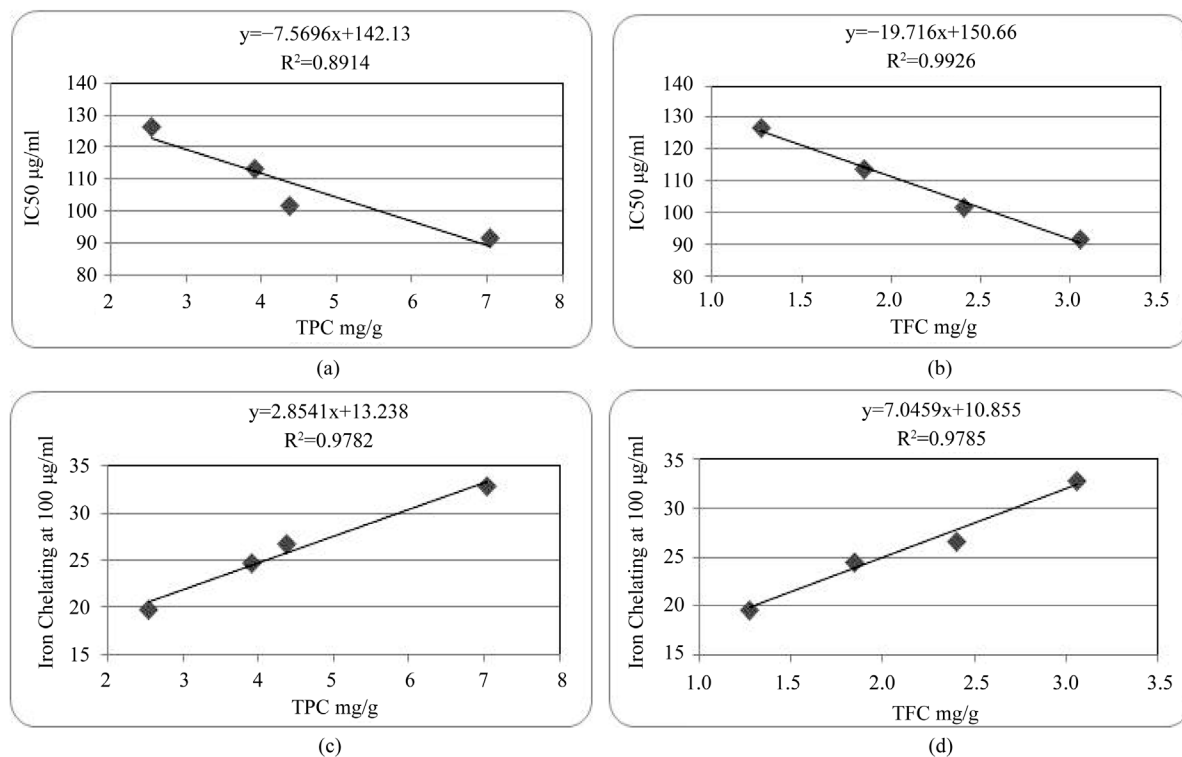 y=−7.5696x+142.13
R²=0.8914
IC50 µg/ml
140
130
120
110
100
90
80
2 3 4 5 6 7 8
TPC mg/g
(a)
y=−19.716x+150.66
R²=0.9926
IC50 µg/ml
140
130
120
110
100
90
80
1.0 1.5 2.0 2.5 3.0 3.5
TFC mg/g
(b)
y=2.8541x+13.238
R²=0.9782
Iron Chelating at 100 µg/ml
35
30
25
20
15
2 3 4 5 6 7 8
TPC mg/g
(c)
y=7.0459x+10.855
R²=0.9785
Iron Chelating at 100 µg/ml
35
30
25
20
15
1.0 1.5 2.0 2.5 3.0 3.5
TFC mg/g
(d)